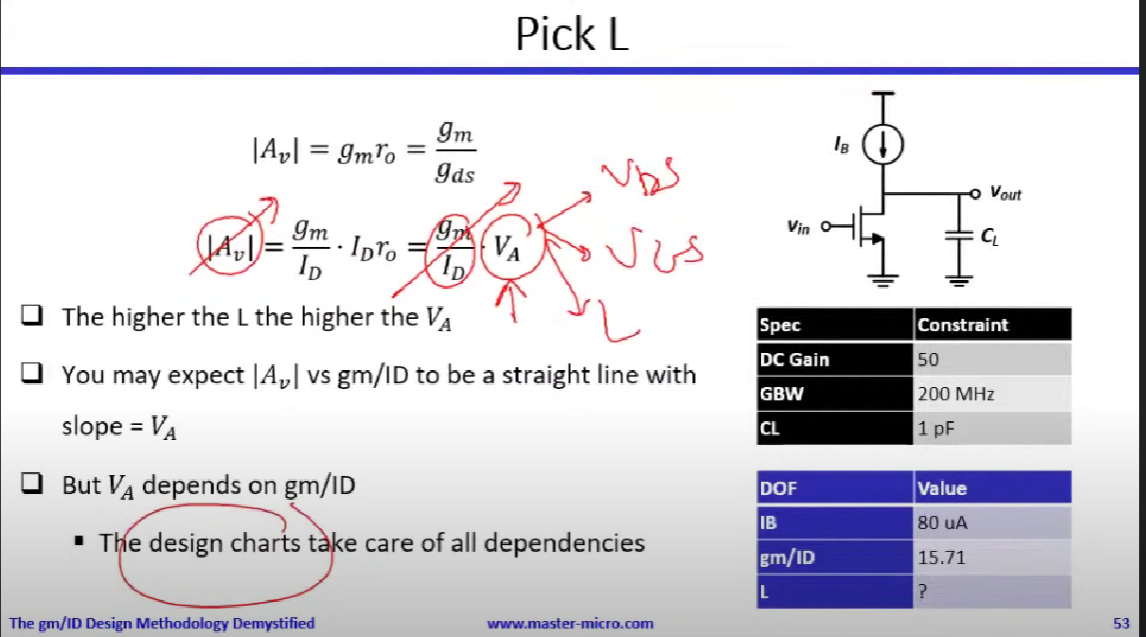 Pick L
|A_v| = g_m r_o = g_m / g_ds
|A_v| = g_m / I_D · I_D r_o = g_m / I_D · V_A
VDS
VGS
L
❑ The higher the L the higher the V_A
❑ You may expect |A_v| vs gm/ID to be a straight line with
slope = V_A
❑ But V_A depends on gm/ID
▪ The design charts take care of all dependencies
I_B
V_out
V_in
C_L
Spec Constraint
DC Gain 50
GBW 200 MHz
CL 1 pF
DOF Value
IB 80 uA
gm/ID 15.71
L ?
The gm/ID Design Methodology Demystified www.master-micro.com 53